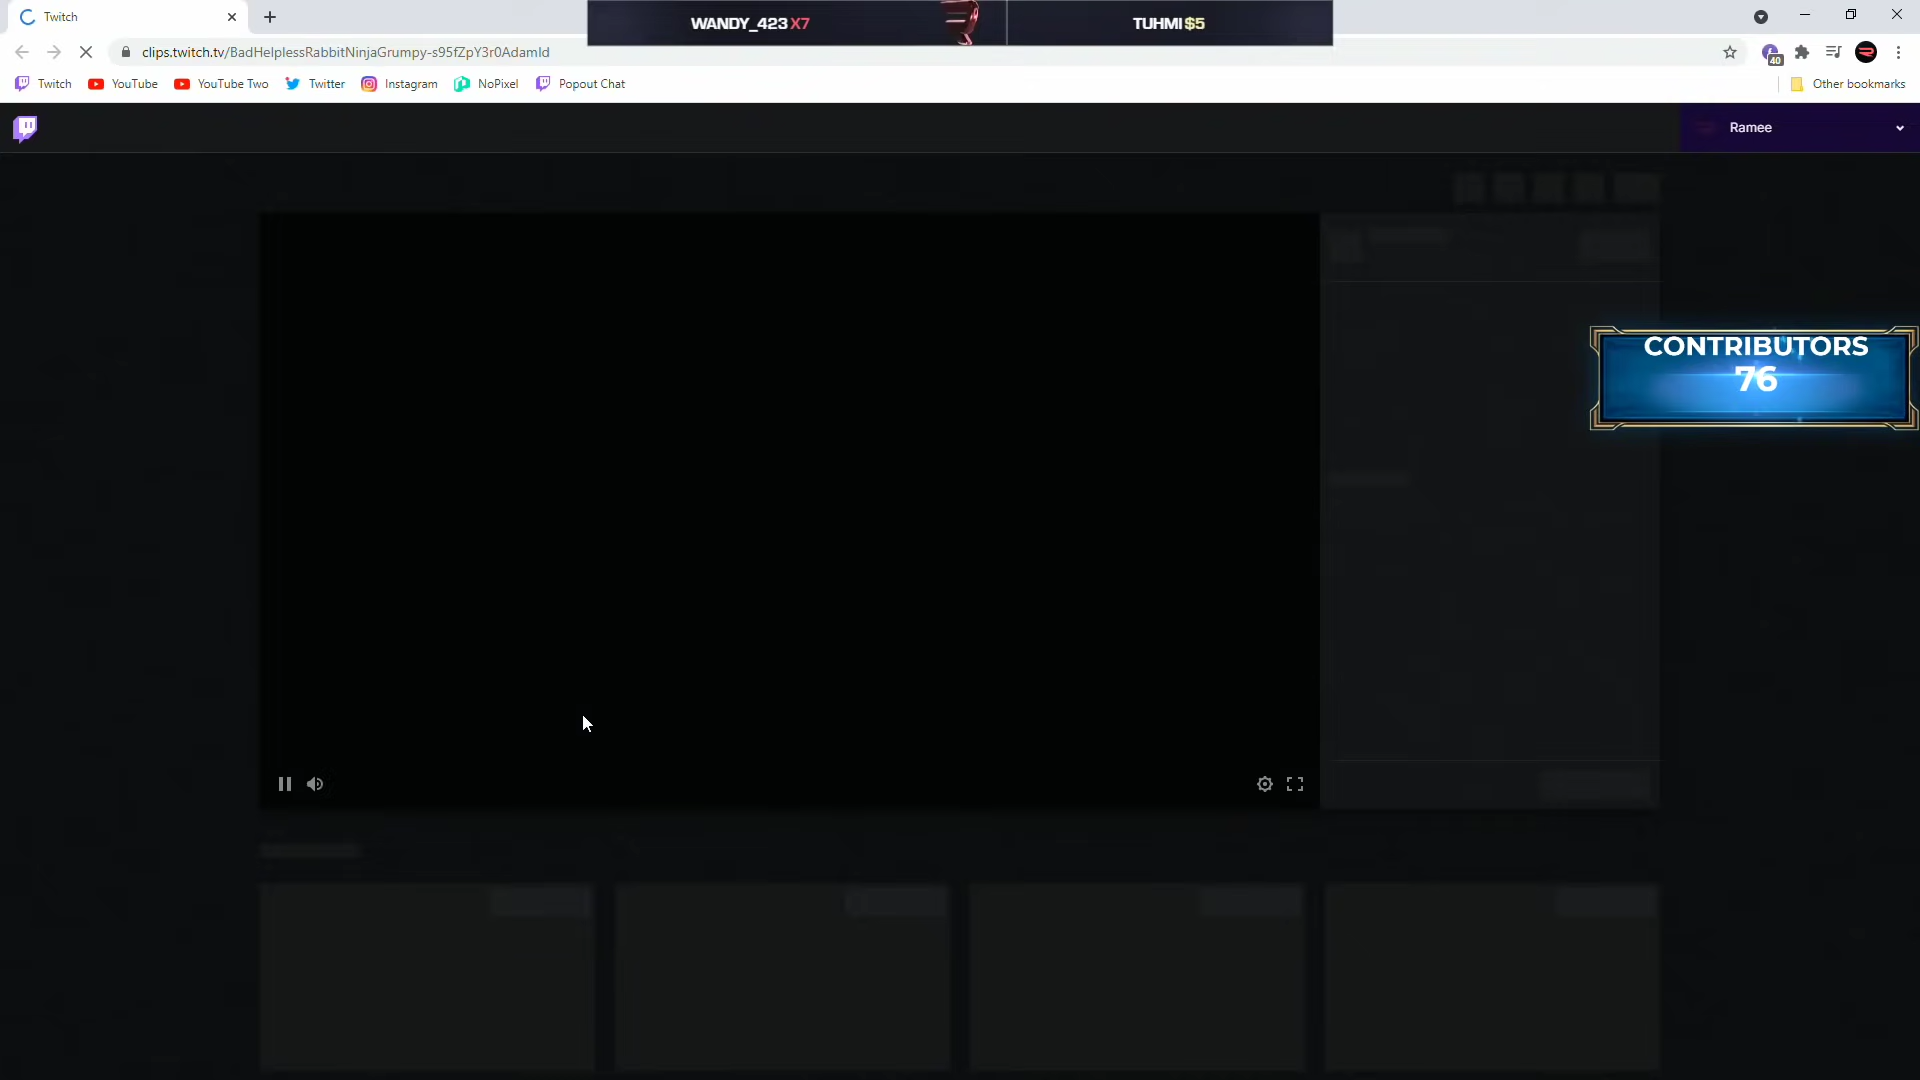 Twitch
WANDY_423 X7
TUHMI $5
clips.twitch.tv/BadHelplessRabbitNinjaGrumpy-s95fZpY3r0AdamId
40
Twitch YouTube YouTube Two Twitter Instagram NoPixel Popout Chat Other bookmarks
Ramee
CONTRIBUTORS
76